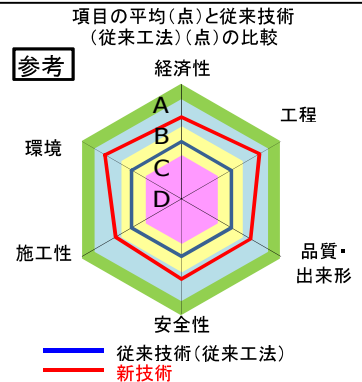 項目の平均(点)と従来技術
(従来工法)(点)の比較
参考
経済性
A
工程
B
環境
C
D
施工性
品質・
出来形
安全性
従来技術(従来工法)
新技術